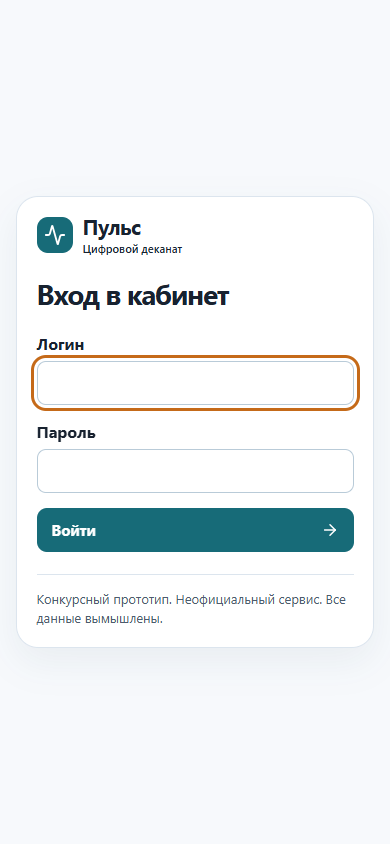 Пульс
Цифровой деканат
Вход в кабинет
Логин
Пароль
Войти
Конкурсный прототип. Неофициальный сервис. Все
данные вымышлены.